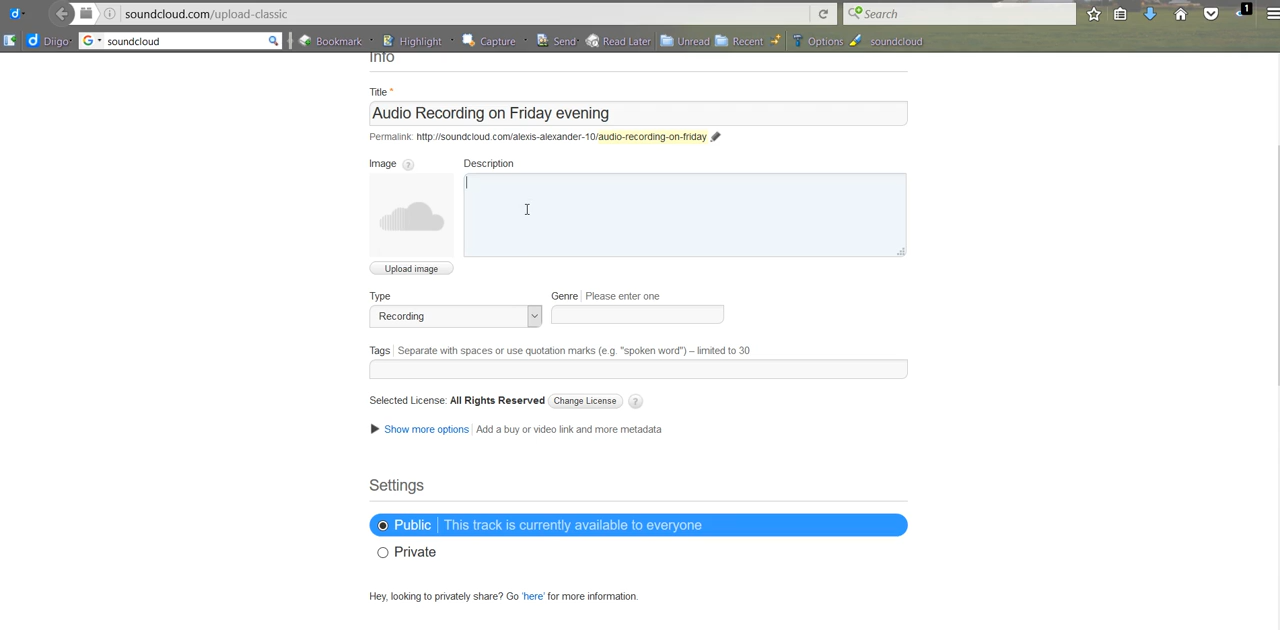 soundcloud.com/upload-classic
Search
1
Diigo
G
soundcloud
Bookmark
Highlight
Capture
Send
Read Later
Unread
Recent
Options
soundcloud
Info
Title *
Audio Recording on Friday evening
Permalink: http://soundcloud.com/alexis-alexander-10/audio-recording-on-friday
Image ?
Description
Upload image
Type
Genre | Please enter one
Recording
Tags | Separate with spaces or use quotation marks (e.g. "spoken word") – limited to 30
Selected License: All Rights Reserved Change License ?
Show more options | Add a buy or video link and more metadata
Settings
Public | This track is currently available to everyone
Private
Hey, looking to privately share? Go 'here' for more information.